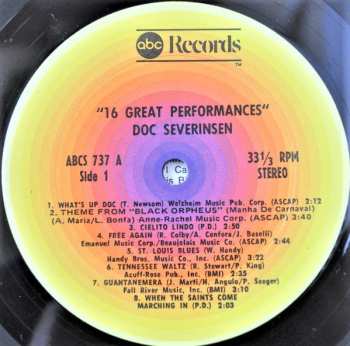 abc Records
TM
"16 GREAT PERFORMANCES"
DOC SEVERINSEN
ABCS 737 A
Side 1
33 1/3 RPM
STEREO
1. WHAT'S UP DOC (T. Newsom) Welzheim Music Pub. Corp. (ASCAP) 2:12
2. THEME FROM "BLACK ORPHEUS" (Manha De Carnaval)
(A. Maria/L. Bonfa) Anne-Rachel Music Corp. (ASCAP) 3:40
3. CIELITO LINDO (P.D.) 2:50
4. FREE AGAIN (R. Colby/A. Canfora/J. Baselli)
Emanuel Music Corp./Beaujolais Music Co. (ASCAP) 2:44
5. ST. LOUIS BLUES (W. Handy)
Handy Bros. Music Co., Inc. (ASCAP) 3:22
6. TENNESSEE WALTZ (R. Stewart/P. King)
Acuff-Rose Pub., Inc. (BMI) 2:35
7. GUANTANEMERA (J. Marti/H. Angulo/P. Seeger)
Fall River Music, Inc. (BMI) 3:10
8. WHEN THE SAINTS COME
MARCHING IN (P.D.) 2:03